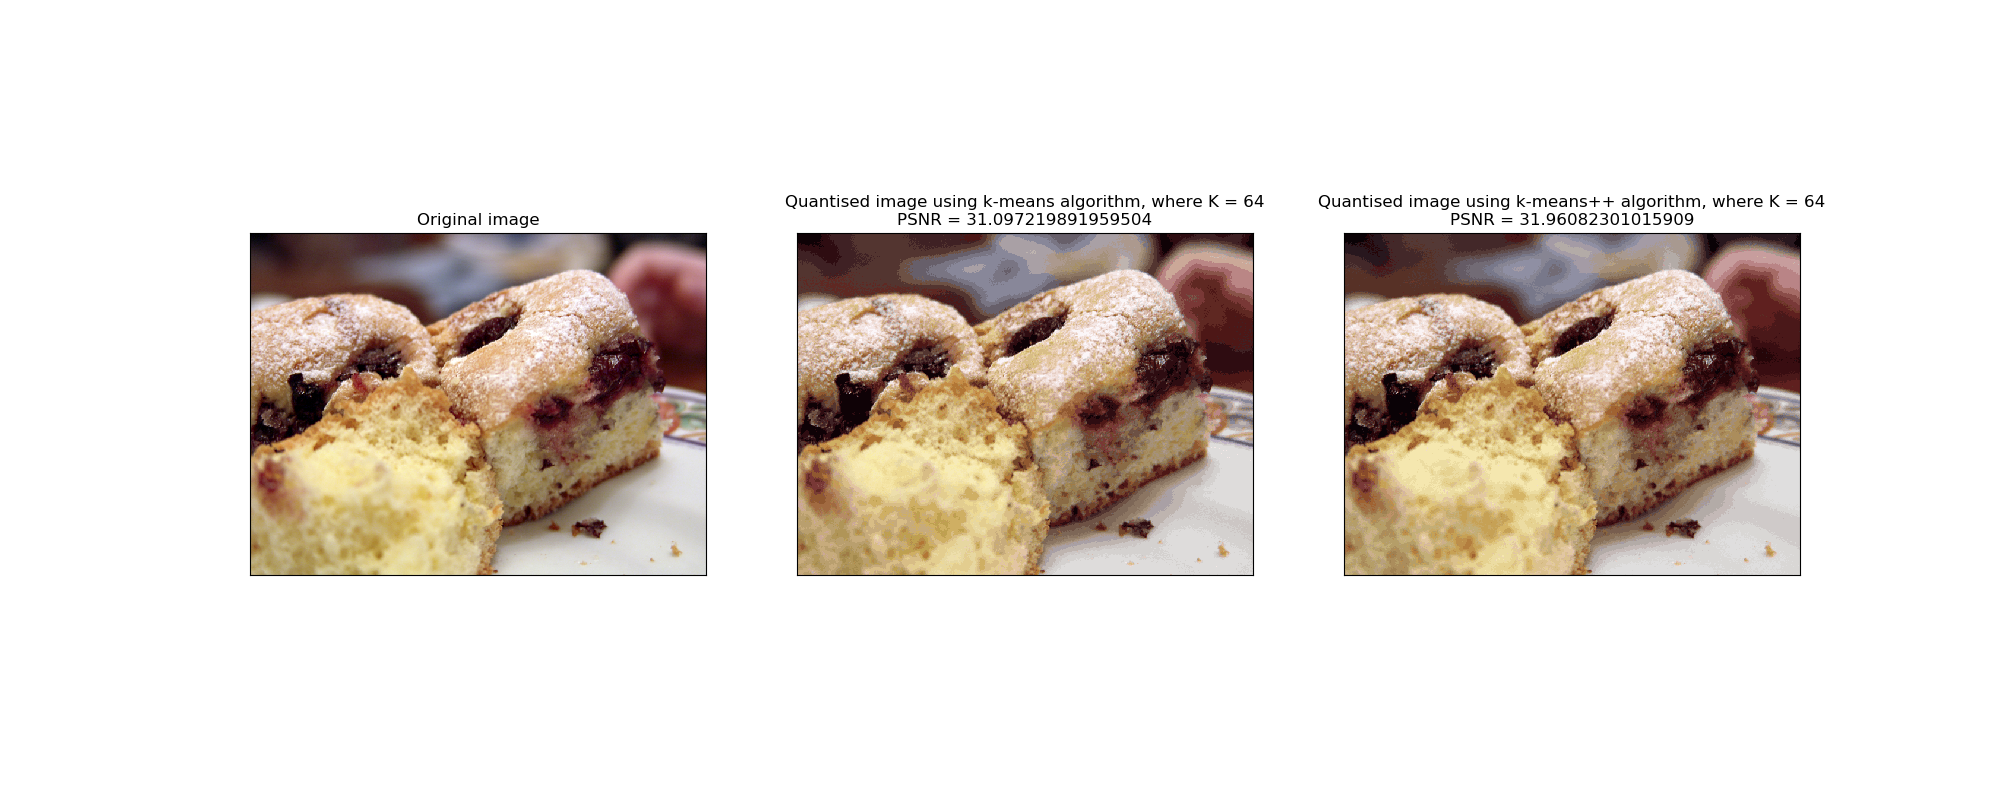 Original image
Quantised image using k-means algorithm, where K = 64
PSNR = 31.097219891959504
Quantised image using k-means++ algorithm, where K = 64
PSNR = 31.96082301015909